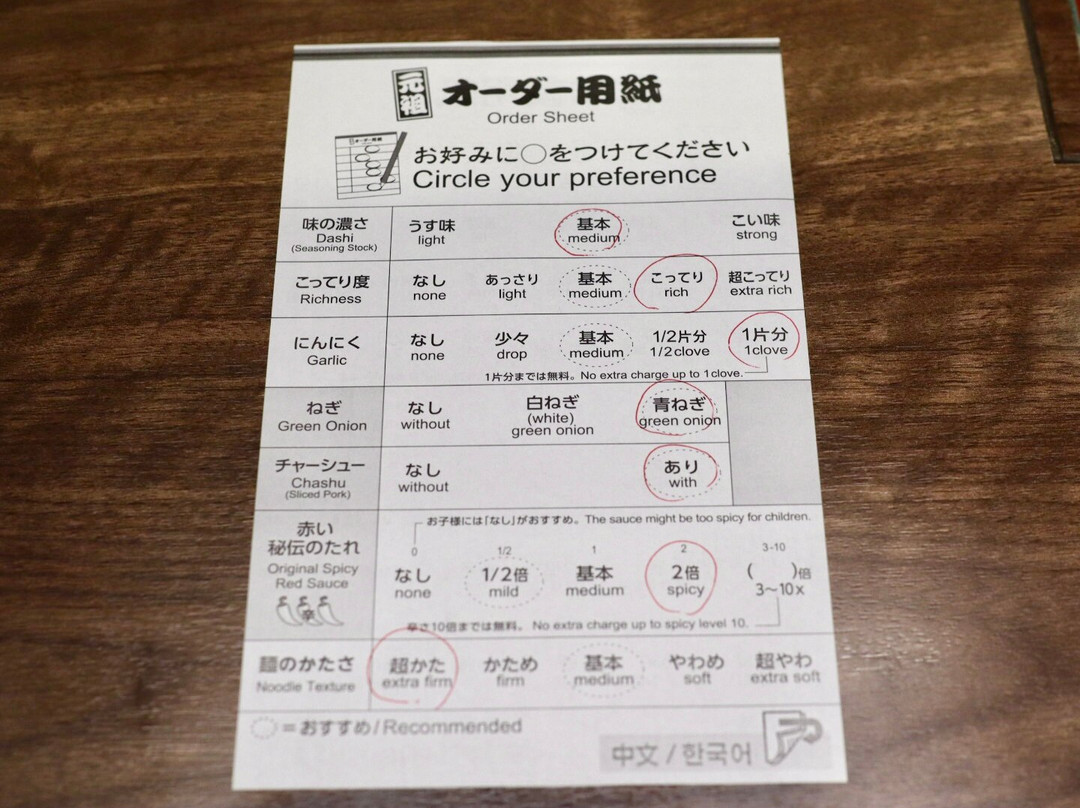 元祖 オーダー用紙
Order Sheet
お好みに○をつけてください
Circle your preference
味の濃さ
Dashi
(Seasoning Stock)
うす味
light
基本
medium
こい味
strong
こってり度
Richness
なし
none
あっさり
light
基本
medium
こってり
rich
超こってり
extra rich
にんにく
Garlic
なし
none
少々
drop
基本
medium
1/2片分
1/2clove
1片分
1clove
1片分までは無料。No extra charge up to 1clove.
ねぎ
Green Onion
なし
without
白ねぎ
(white)
green onion
青ねぎ
green onion
チャーシュー
Chashu
(Sliced Pork)
なし
without
あり
with
赤い
秘伝のたれ
Original Spicy
Red Sauce
辛
お子様には「なし」がおすすめ。The sauce might be too spicy for children.
0
なし
none
1/2
1/2倍
mild
1
基本
medium
2
2倍
spicy
3-10
( )倍
3〜10x
辛さ10倍までは無料。 No extra charge up to spicy level 10.
麺のかたさ
Noodle Texture
超かた
extra firm
かため
firm
基本
medium
やわめ
soft
超やわ
extra soft
=おすすめ/Recommended
中文/한국어